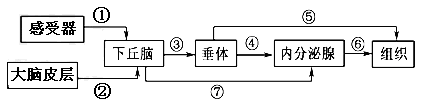 ① ⑤
感受器
下丘脑 ③ 垂体 ④ 内分泌腺 ⑥ 组织
大脑皮层
② ⑦